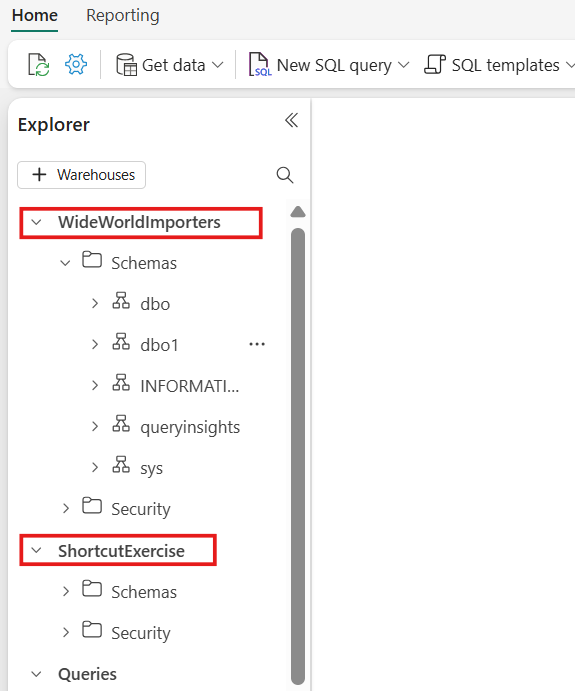 Home Reporting
Get data New SQL query SQL templates
Explorer
+ Warehouses
WideWorldImporters
Schemas
dbo
dbo1 ...
INFORMATI...
queryinsights
sys
Security
ShortcutExercise
Schemas
Security
Queries